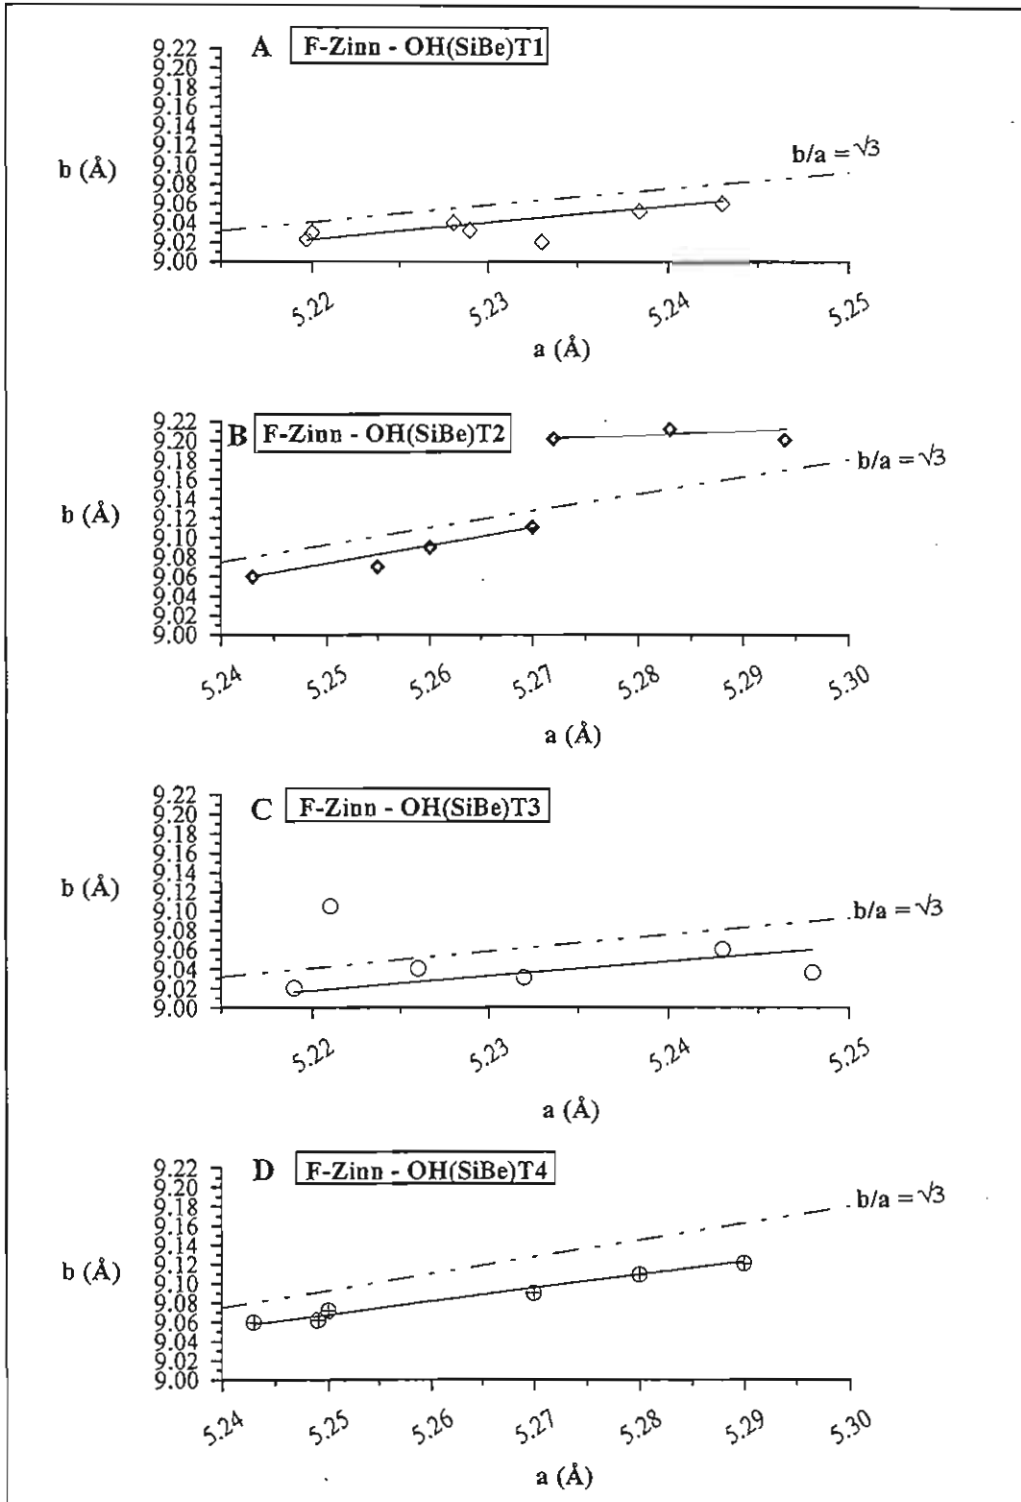 A F-Zinn - OH(SiBe)T1
9.22
9.20
9.18
9.16
9.14
9.12
9.10
9.08
9.06
9.04
9.02
9.00
b (Å)
b/a = √3
5.22 5.23 5.24 5.25
a (Å)
B F-Zinn - OH(SiBe)T2
9.22
9.20
9.18
9.16
9.14
9.12
9.10
9.08
9.06
9.04
9.02
9.00
b (Å)
b/a = √3
5.24 5.25 5.26 5.27 5.28 5.29 5.30
a (Å)
C F-Zinn - OH(SiBe)T3
9.22
9.20
9.18
9.16
9.14
9.12
9.10
9.08
9.06
9.04
9.02
9.00
b (Å)
b/a = √3
5.22 5.23 5.24 5.25
a (Å)
D F-Zinn - OH(SiBe)T4
9.22
9.20
9.18
9.16
9.14
9.12
9.10
9.08
9.06
9.04
9.02
9.00
b (Å)
b/a = √3
5.24 5.25 5.26 5.27 5.28 5.29 5.30
a (Å)